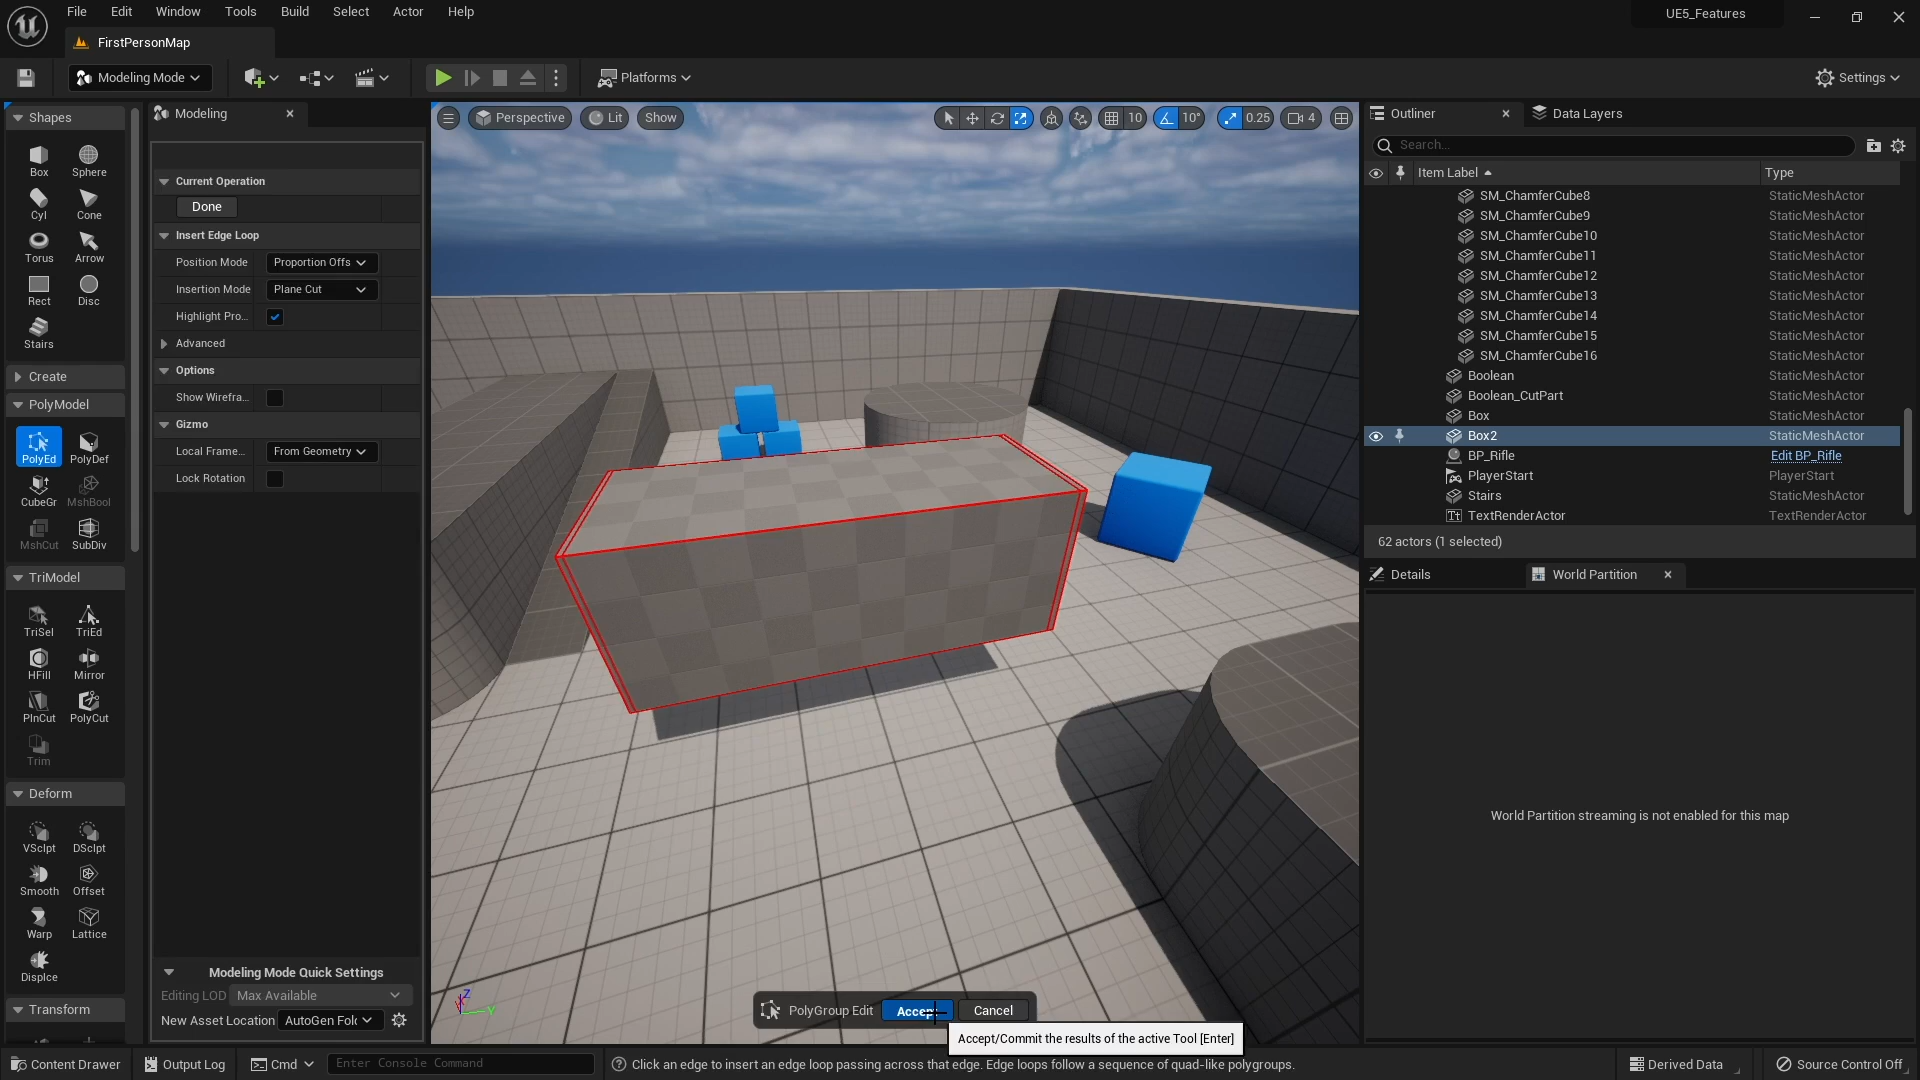 File Edit Window Tools Build Select Actor Help
UE5_Features
FirstPersonMap
Modeling Mode
Platforms
Settings
Shapes
Box Sphere
Cyl Cone
Torus Arrow
Rect Disc
Stairs
Create
PolyModel
PolyEd PolyDef
CubeGr MshBool
MshCut SubDiv
TriModel
TriSel TriEd
HFill Mirror
PlnCut PolyCut
Trim
Deform
VSclpt DSclpt
Smooth Offset
Warp Lattice
Displce
Transform
Modeling
Current Operation
Done
Insert Edge Loop
Position Mode Proportion Offs
Insertion Mode Plane Cut
Highlight Pro...
Advanced
Options
Show Wirefra...
Gizmo
Local Frame... From Geometry
Lock Rotation
Modeling Mode Quick Settings
Editing LOD Max Available
New Asset Location AutoGen Fol
Perspective Lit Show
10 10° 0.25 4
Z
Y
PolyGroup Edit Accept Cancel
Accept/Commit the results of the active Tool [Enter]
Outliner Data Layers
Search...
Item Label Type
SM_ChamferCube8 StaticMeshActor
SM_ChamferCube9 StaticMeshActor
SM_ChamferCube10 StaticMeshActor
SM_ChamferCube11 StaticMeshActor
SM_ChamferCube12 StaticMeshActor
SM_ChamferCube13 StaticMeshActor
SM_ChamferCube14 StaticMeshActor
SM_ChamferCube15 StaticMeshActor
SM_ChamferCube16 StaticMeshActor
Boolean StaticMeshActor
Boolean_CutPart StaticMeshActor
Box StaticMeshActor
Box2 StaticMeshActor
BP_Rifle Edit BP_Rifle
PlayerStart PlayerStart
Stairs StaticMeshActor
TextRenderActor TextRenderActor
62 actors (1 selected)
Details World Partition
World Partition streaming is not enabled for this map
Content Drawer Output Log Cmd Enter Console Command
Click an edge to insert an edge loop passing across that edge. Edge loops follow a sequence of quad-like polygroups.
Derived Data Source Control Off